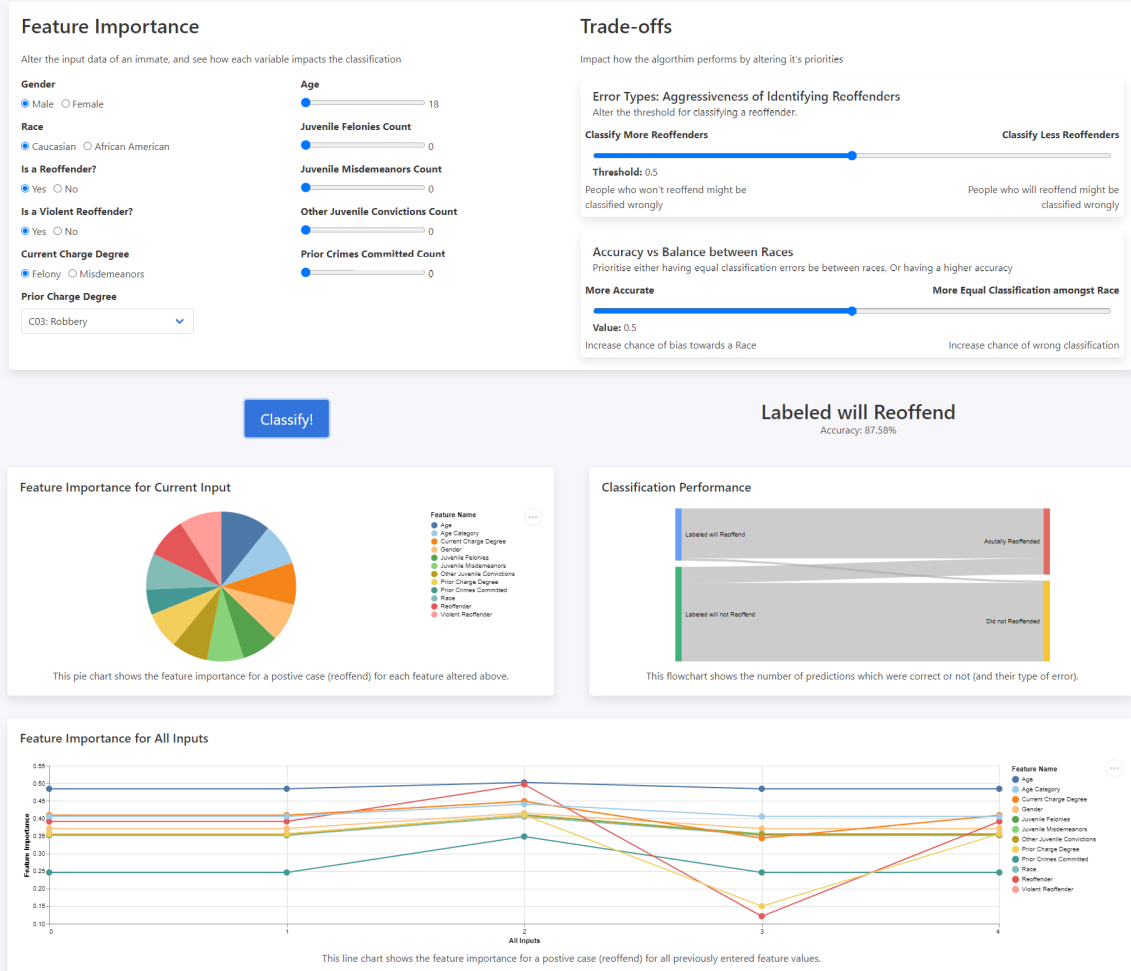 Feature Importance
Alter the input data of an immate, and see how each variable impacts the classification
Gender
Male Female
Race
Caucasian African American
Is a Reoffender?
Yes No
Is a Violent Reoffender?
Yes No
Current Charge Degree
Felony Misdemeanors
Prior Charge Degree
C03: Robbery
Age
18
Juvenile Felonies Count
0
Juvenile Misdemeanors Count
0
Other Juvenile Convictions Count
0
Prior Crimes Committed Count
0
Trade-offs
Impact how the algorthim performs by altering it's priorities
Error Types: Aggressiveness of Identifying Reoffenders
Alter the threshold for classifying a reoffender.
Classify More Reoffenders Classify Less Reoffenders
Threshold: 0.5
People who won't reoffend might be
classified wrongly
People who will reoffend might be
classified wrongly
Accuracy vs Balance between Races
Prioritise either having equal classification errors be between races, Or having a higher accuracy
More Accurate More Equal Classification amongst Race
Value: 0.5
Increase chance of bias towards a Race Increase chance of wrong classification
Classify!
Labeled will Reoffend
Accuracy: 87.58%
Feature Importance for Current Input
Feature Name
Age
Age Category
Current Charge Degree
Gender
Juvenile Felonies
Juvenile Misdemeanors
Other Juvenile Convictions
Prior Charge Degree
Prior Crimes Committed
Race
Reoffender
Violent Reoffender
This pie chart shows the feature importance for a postive case (reoffend) for each feature altered above.
Classification Performance
Labeled will Reoffend
Acutally Reoffended
Labeled will not Reoffend
Did not Reoffended
This flowchart shows the number of predictions which were correct or not (and their type of error).
Feature Importance for All Inputs
Feature Importance
0.55
0.50
0.45
0.40
0.35
0.30
0.25
0.20
0.15
0.10
0 1 2 3 4
All Inputs
Feature Name
Age
Age Category
Current Charge Degree
Gender
Juvenile Felonies
Juvenile Misdemeanors
Other Juvenile Convictions
Prior Charge Degree
Prior Crimes Committed
Race
Reoffender
Violent Reoffender
This line chart shows the feature importance for a postive case (reoffend) for all previously entered feature values.